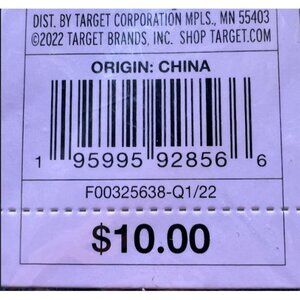 DIST. BY TARGET CORPORATION MPLS., MN 55403
©2022 TARGET BRANDS, INC. SHOP TARGET.COM
ORIGIN: CHINA
1 95995 92856 6
F00325638-Q1/22
$10.00